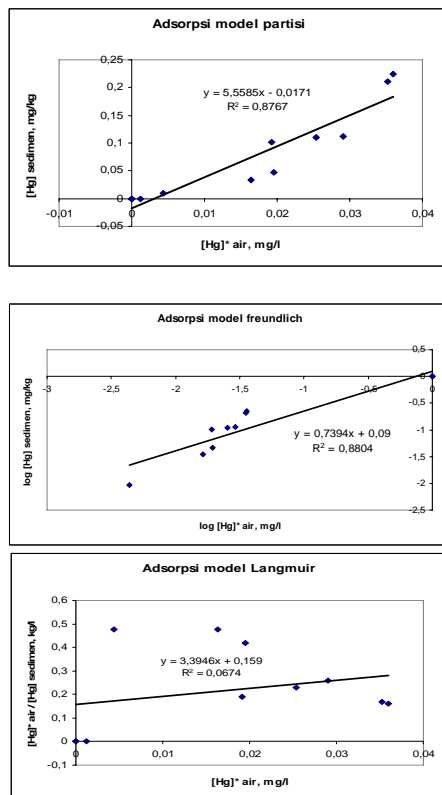 Adsorpsi model partisi
0,25
0,2
0,15
0,1
0,05
0
-0,05
y = 5,5585x - 0,0171
R² = 0,8767
-0,01 0 0,01 0,02 0,03 0,04
[Hg] sedimen, mg/kg
[Hg]* air, mg/l
Adsorpsi model freundlich
-3 -2,5 -2 -1,5 -1 -0,5 0
0,5
0
-0,5
-1
-1,5
-2
-2,5
y = 0,7394x + 0,09
R² = 0,8804
log [Hg] sedimen, mg/kg
log [Hg]* air, mg/l
Adsorpsi model Langmuir
0,6
0,5
0,4
0,3
0,2
0,1
0
-0,1
y = 3,3946x + 0,159
R² = 0,0674
0 0,01 0,02 0,03 0,04
[Hg]* air / [Hg] sedimen, kg/l
[Hg]* air, mg/l